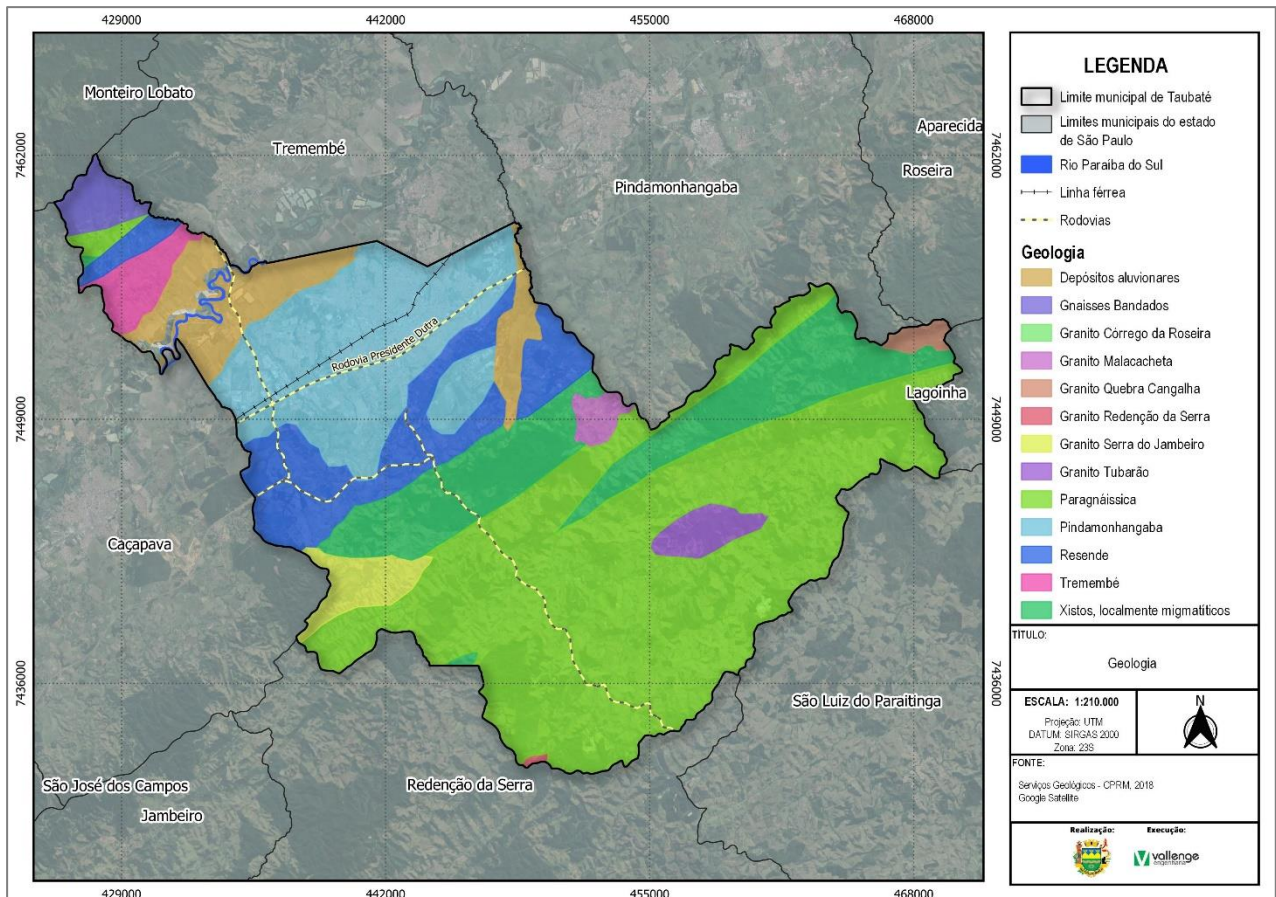 429000
442000
455000
468000
Monteiro Lobato
Aparecida
7462000
7462000
Tremembé
Roseira
Pindamonhangaba
Rodovia Presidente Dutra
Lagoinha
7449000
7449000
Caçapava
7436000
7436000
São Luiz do Paraitinga
São José dos Campos
Redenção da Serra
Jambeiro
429000
442000
455000
468000
LEGENDA
Limite municipal de Taubaté
Limites municipais do estado
de São Paulo
Rio Paraíba do Sul
Linha férrea
Rodovias
Geologia
Depósitos aluvionares
Gnaisses Bandados
Granito Córrego da Roseira
Granito Malacacheta
Granito Quebra Cangalha
Granito Redenção da Serra
Granito Serra do Jambeiro
Granito Tubarão
Paragnáissica
Pindamonhangaba
Resende
Tremembé
Xistos, localmente migmatíticos
TÍTULO:
Geologia
ESCALA: 1:210.000
Projeção: UTM
DATUM: SIRGAS 2000
Zona: 23S
N
FONTE:
Serviços Geológicos - CPRM, 2018
Google Satellite
Realização:
Execução:
vallenge
engenharia